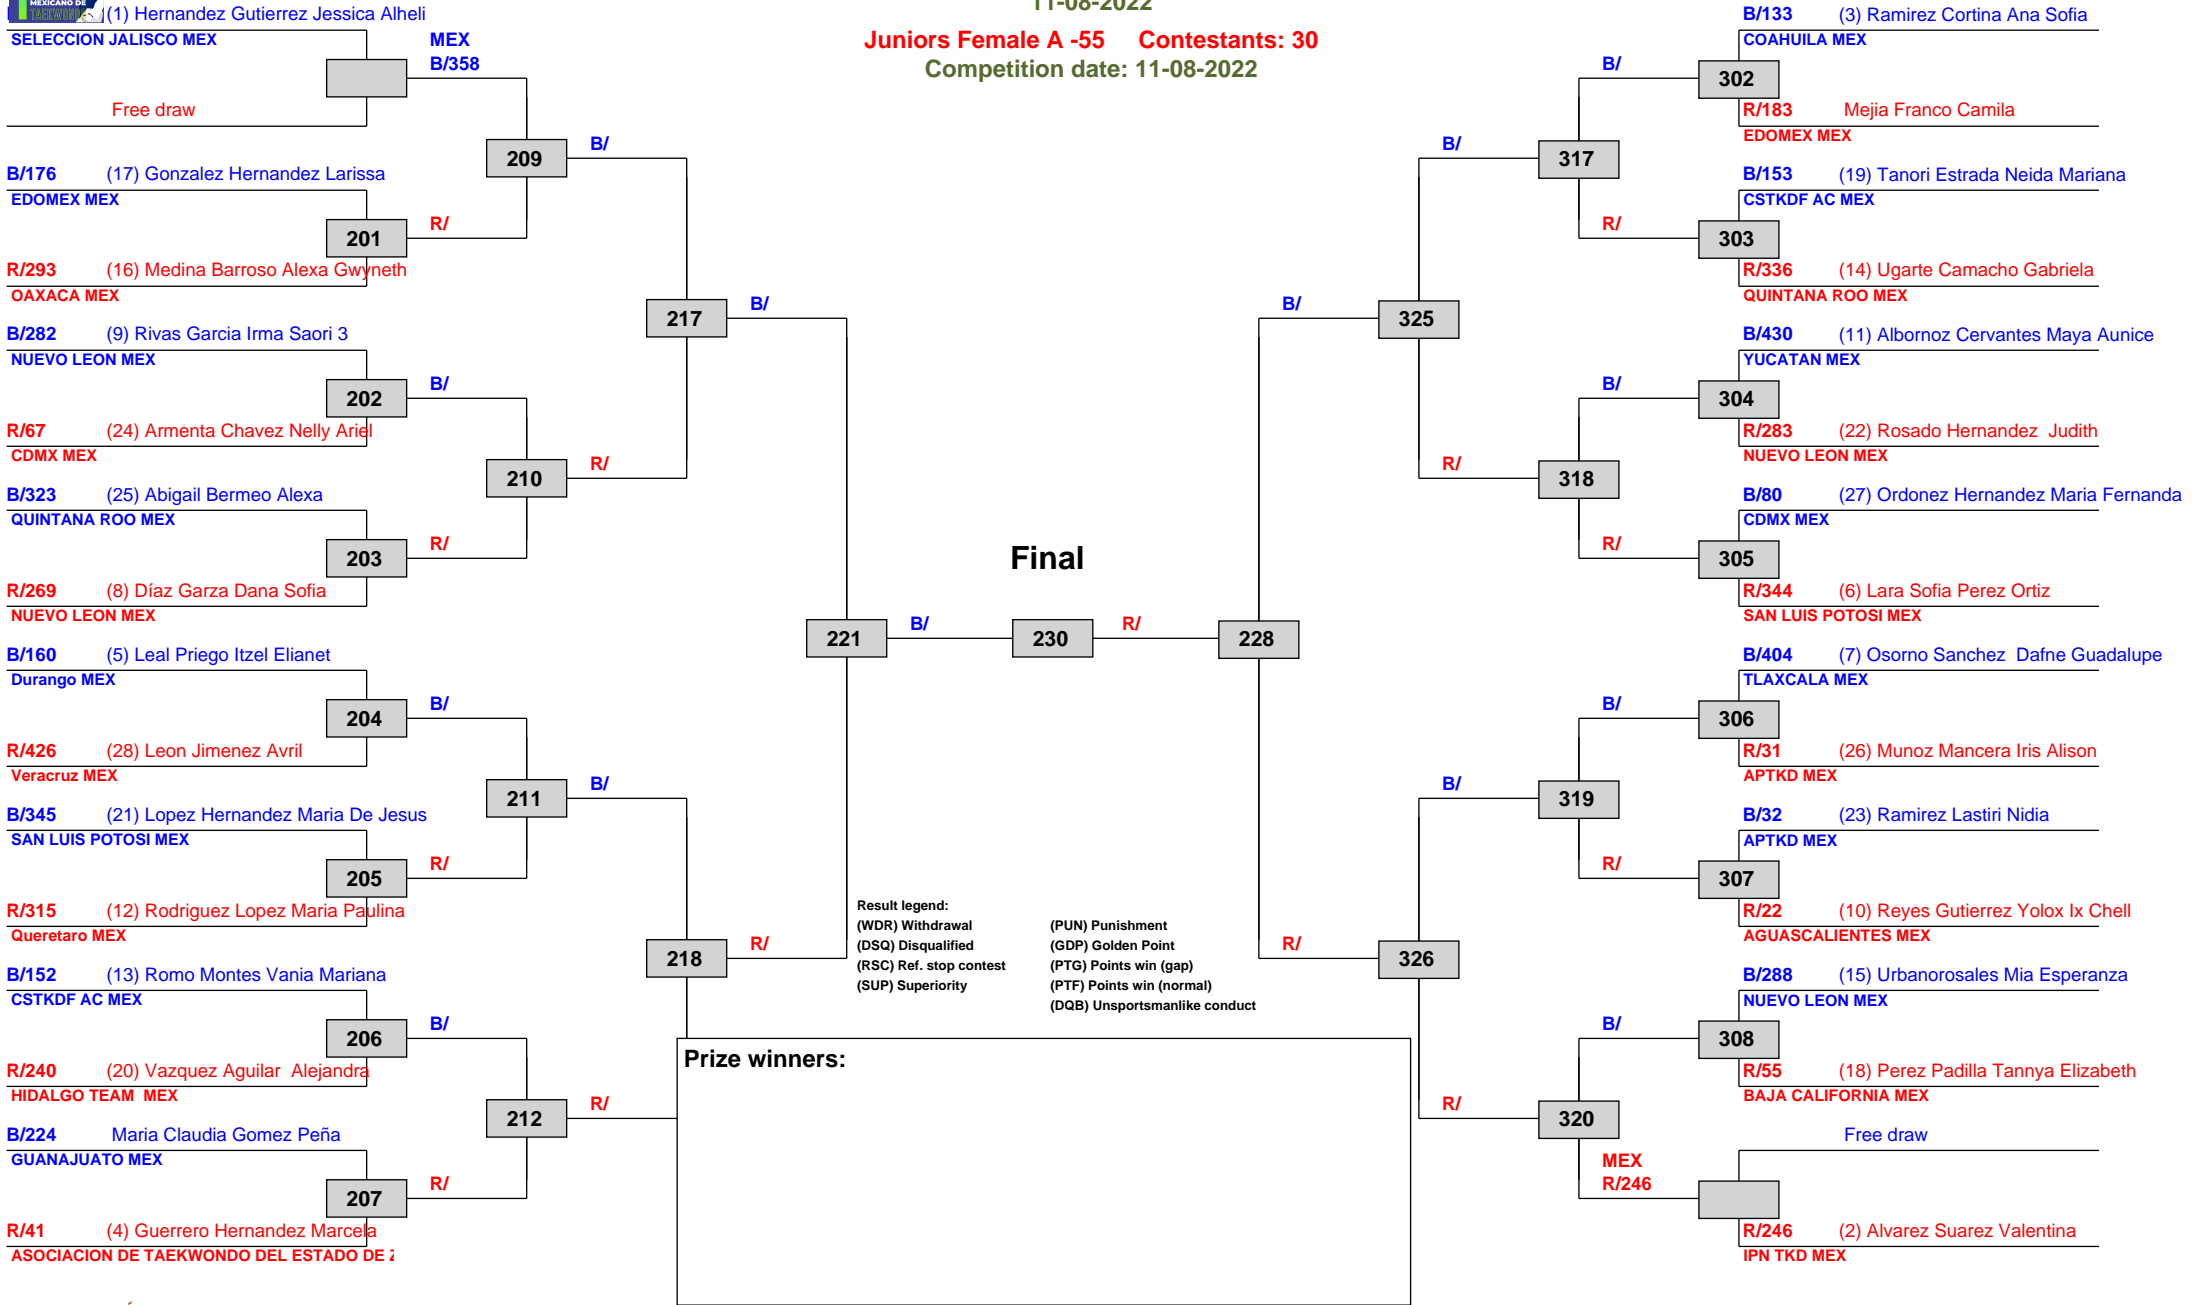 MEXICANO DE
TAEKWONDO
(1) Hernandez Gutierrez Jessica Alheli
SELECCION JALISCO MEX
MEX
B/358
Free draw
B/176 (17) Gonzalez Hernandez Larissa
EDOMEX MEX
201
R/
R/293 (16) Medina Barroso Alexa Gwyneth
OAXACA MEX
209
B/
B/282 (9) Rivas Garcia Irma Saori 3
NUEVO LEON MEX
202
B/
R/67 (24) Armenta Chavez Nelly Ariel
CDMX MEX
210
R/
B/323 (25) Abigail Bermeo Alexa
QUINTANA ROO MEX
203
R/
R/269 (8) Díaz Garza Dana Sofia
NUEVO LEON MEX
217
B/
B/160 (5) Leal Priego Itzel Elianet
Durango MEX
204
B/
R/426 (28) Leon Jimenez Avril
Veracruz MEX
211
B/
B/345 (21) Lopez Hernandez Maria De Jesus
SAN LUIS POTOSI MEX
205
R/
R/315 (12) Rodriguez Lopez Maria Paulina
Queretaro MEX
218
R/
B/152 (13) Romo Montes Vania Mariana
CSTKDF AC MEX
206
B/
R/240 (20) Vazquez Aguilar Alejandra
HIDALGO TEAM MEX
212
R/
B/224 Maria Claudia Gomez Peña
GUANAJUATO MEX
207
R/
R/41 (4) Guerrero Hernandez Marcela
ASOCIACION DE TAEKWONDO DEL ESTADO DE
11-08-2022
Juniors Female A -55 Contestants: 30
Competition date: 11-08-2022
Final
221
B/
230
R/
228
Result legend:
(WDR) Withdrawal
(DSQ) Disqualified
(RSC) Ref. stop contest
(SUP) Superiority
(PUN) Punishment
(GDP) Golden Point
(PTG) Points win (gap)
(PTF) Points win (normal)
(DQB) Unsportsmanlike conduct
Prize winners:
B/133 (3) Ramirez Cortina Ana Sofia
COAHUILA MEX
B/
302
R/183 Mejia Franco Camila
EDOMEX MEX
B/
317
B/153 (19) Tanori Estrada Neida Mariana
CSTKDF AC MEX
R/
303
R/336 (14) Ugarte Camacho Gabriela
QUINTANA ROO MEX
B/
325
B/430 (11) Albornoz Cervantes Maya Aunice
YUCATAN MEX
B/
304
R/283 (22) Rosado Hernandez Judith
NUEVO LEON MEX
R/
318
B/80 (27) Ordonez Hernandez Maria Fernanda
CDMX MEX
R/
305
R/344 (6) Lara Sofia Perez Ortiz
SAN LUIS POTOSI MEX
B/404 (7) Osorno Sanchez Dafne Guadalupe
TLAXCALA MEX
B/
306
R/31 (26) Munoz Mancera Iris Alison
APTKD MEX
B/
319
B/32 (23) Ramirez Lastiri Nidia
APTKD MEX
R/
307
R/22 (10) Reyes Gutierrez Yolox Ix Chell
AGUASCALIENTES MEX
R/
326
B/288 (15) Urbanorosales Mia Esperanza
NUEVO LEON MEX
B/
308
R/55 (18) Perez Padilla Tannya Elizabeth
BAJA CALIFORNIA MEX
R/
320
Free draw
MEX
R/246
R/246 (2) Alvarez Suarez Valentina
IPN TKD MEX